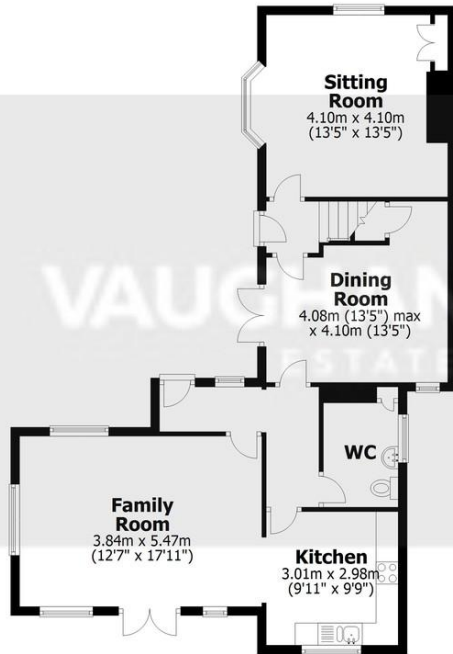 Sitting
Room
4.10m x 4.10m
(13'5" x 13'5")
VAUGHAN
ESTATE
Dining
Room
4.08m (13'5") max
x 4.10m (13'5")
WC
Family
Room
3.84m x 5.47m
(12'7" x 17'11")
Kitchen
3.01m x 2.98m
(9'11" x 9'9")